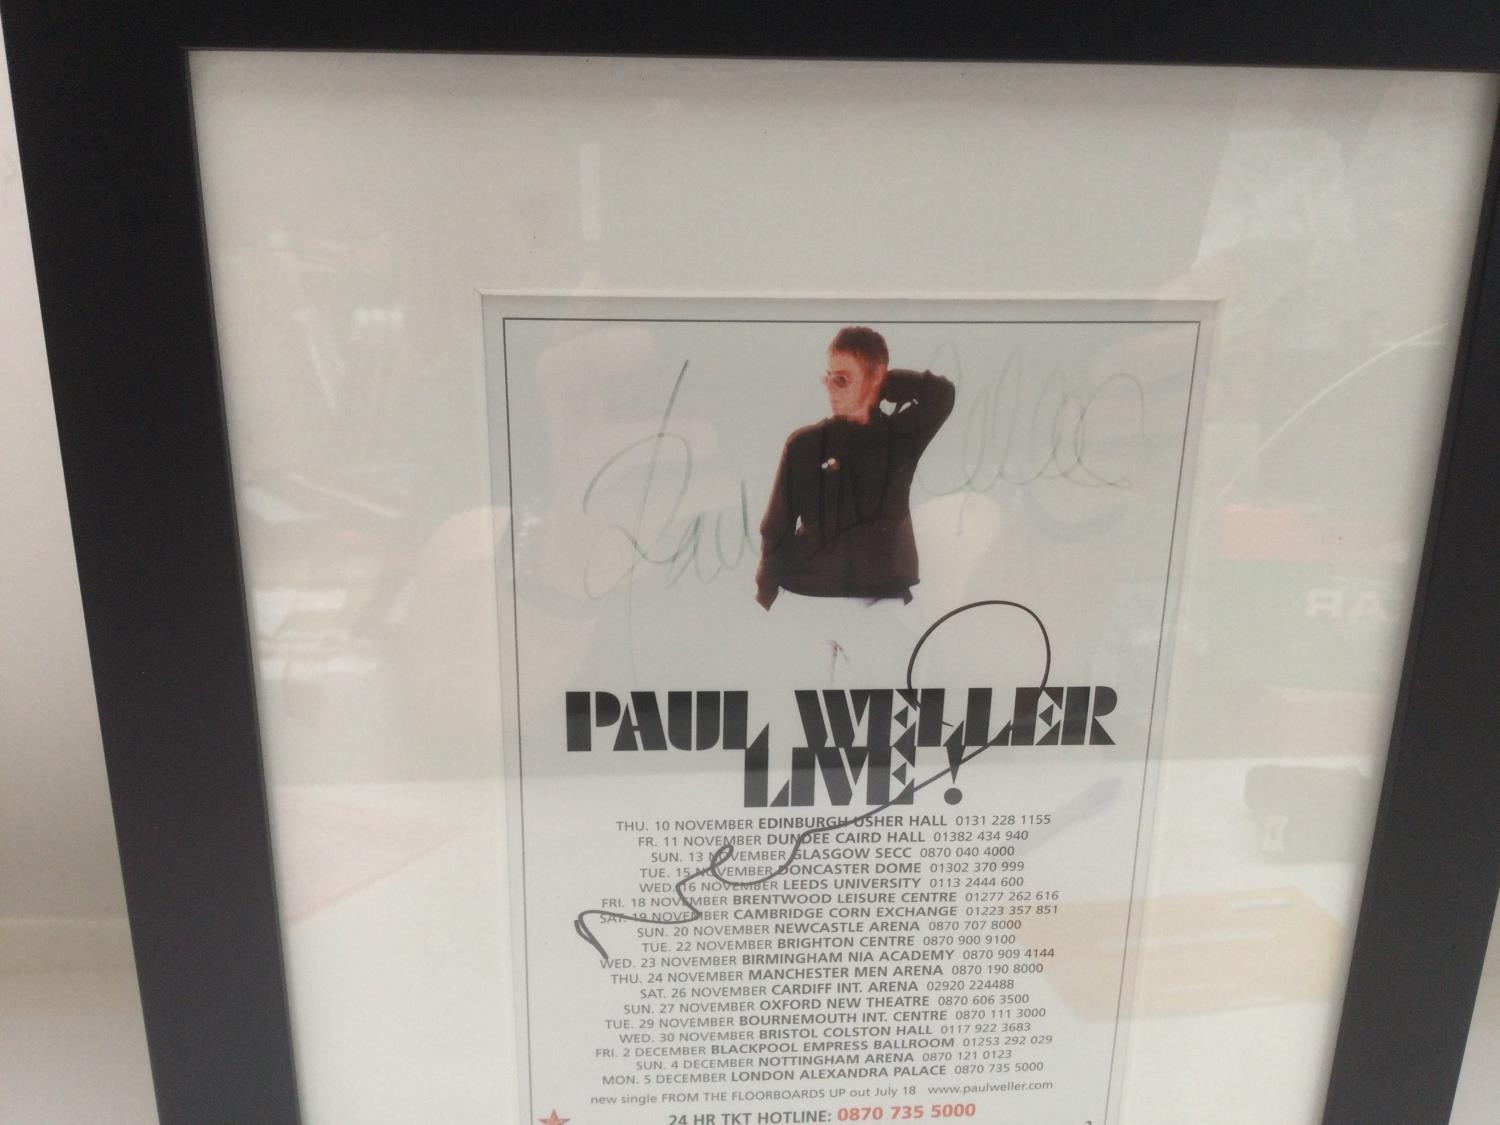 Paul Weller
PAUL WELLER
LIVE!
THU. 10 NOVEMBER EDINBURGH USHER HALL 0131 228 1155
FR. 11 NOVEMBER DUNDEE CAIRD HALL 01382 434 940
SUN. 13 NOVEMBER GLASGOW SECC 0870 040 4000
TUE. 15 NOVEMBER DONCASTER DOME 01302 370 999
WED. 16 NOVEMBER LEEDS UNIVERSITY 0113 2444 600
FRI. 18 NOVEMBER BRENTWOOD LEISURE CENTRE 01277 262 616
SAT. 19 NOVEMBER CAMBRIDGE CORN EXCHANGE 01223 357 851
SUN. 20 NOVEMBER NEWCASTLE ARENA 0870 707 8000
TUE. 22 NOVEMBER BRIGHTON CENTRE 0870 900 9100
WED. 23 NOVEMBER BIRMINGHAM NIA ACADEMY 0870 909 4144
THU. 24 NOVEMBER MANCHESTER MEN ARENA 0870 190 8000
SAT. 26 NOVEMBER CARDIFF INT. ARENA 02920 224488
SUN. 27 NOVEMBER OXFORD NEW THEATRE 0870 606 3500
TUE. 29 NOVEMBER BOURNEMOUTH INT. CENTRE 0870 111 3000
WED. 30 NOVEMBER BRISTOL COLSTON HALL 0117 922 3683
FRI. 2 DECEMBER BLACKPOOL EMPRESS BALLROOM 01253 292 029
SUN. 4 DECEMBER NOTTINGHAM ARENA 0870 121 0123
MON. 5 DECEMBER LONDON ALEXANDRA PALACE 0870 735 5000
new single FROM THE FLOORBOARDS UP out July 18 www.paulweller.com
24 HR TKT HOTLINE: 0870 735 5000